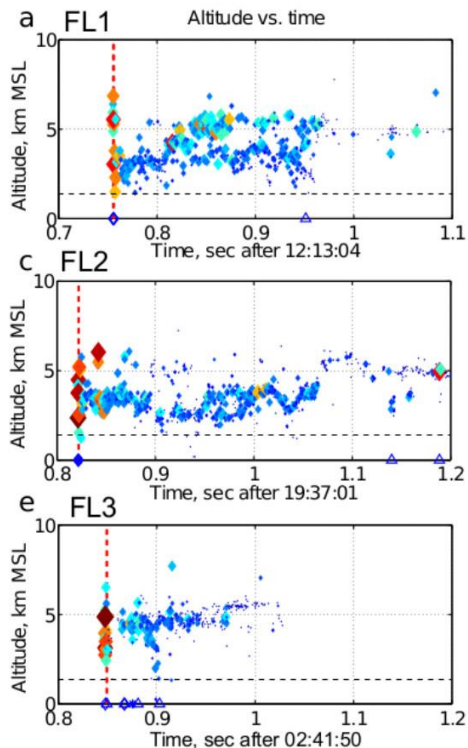 a FL1 Altitude vs. time
Altitude, km MSL
10
5
0
0.7 0.8 0.9 1 1.1
Time, sec after 12:13:04
c FL2
Altitude, km MSL
10
5
0
0.8 0.9 1 1.1 1.2
Time, sec after 19:37:01
e FL3
Altitude, km MSL
10
5
0
0.8 0.9 1 1.1 1.2
Time, sec after 02:41:50